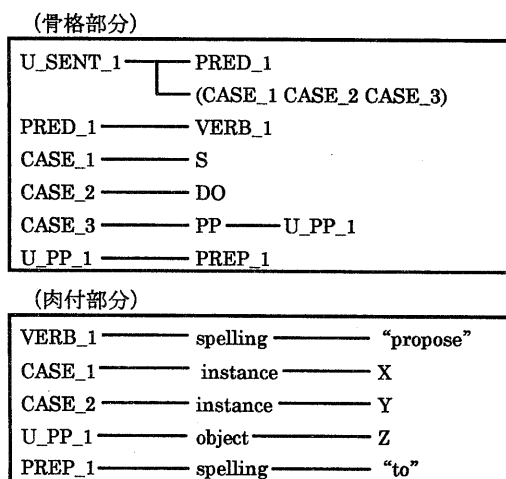 (骨格部分)
U_SENT_1 PRED_1
(CASE_1 CASE_2 CASE_3)
PRED_1 VERB_1
CASE_1 S
CASE_2 DO
CASE_3 PP U_PP_1
U_PP_1 PREP_1
(肉付部分)
VERB_1 spelling “propose”
CASE_1 instance X
CASE_2 instance Y
U_PP_1 object Z
PREP_1 spelling “to”